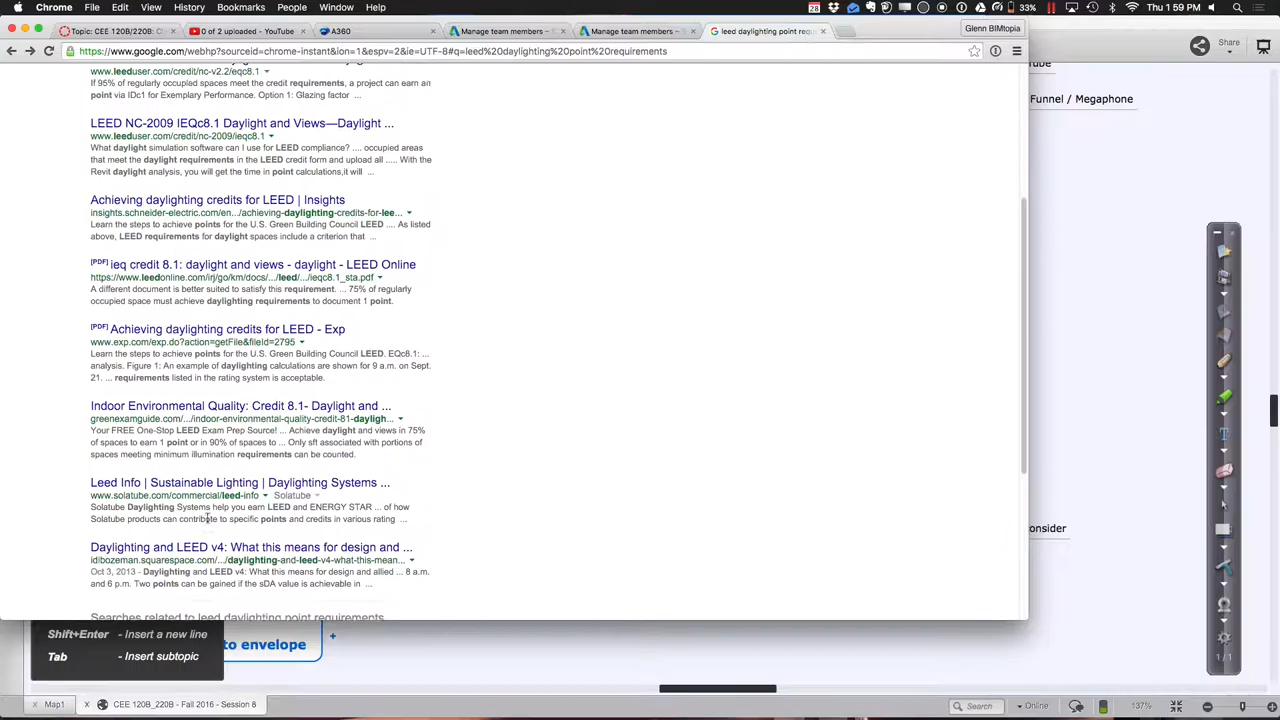 Chrome File Edit View History Bookmarks People Window Help
28
33% Thu 1:59 PM
Topic: CEE 120B/220B: C
0 of 2 uploaded - YouTube
A360
Manage team members -
Manage team members -
leed daylighting point requ
Glenn BIMtopia
https://www.google.com/webhp?sourceid=chrome-instant&ion=1&espv=2&ie=UTF-8#q=leed%20daylighting%20point%20requirements
Share
Funnel / Megaphone
www.leeduser.com/credit/nc-v2.2/eqc8.1
If 95% of regularly occupied spaces meet the credit requirements, a project can earn an
point via IDc1 for Exemplary Performance. Option 1: Glazing factor ...
LEED NC-2009 IEQc8.1 Daylight and Views—Daylight ...
www.leeduser.com/credit/nc-2009/ieqc8.1
What daylight simulation software can I use for LEED compliance? .... occupied areas
that meet the daylight requirements in the LEED credit form and upload all ..... With the
Revit daylight analysis, you will get the time in point calculations,it will ...
Achieving daylighting credits for LEED | Insights
insights.schneider-electric.com/en.../achieving-daylighting-credits-for-lee...
Learn the steps to achieve points for the U.S. Green Building Council LEED .... As listed
above, LEED requirements for daylight spaces include a criterion that ...
[PDF] ieq credit 8.1: daylight and views - daylight - LEED Online
https://www.leedonline.com/irj/go/km/docs/.../leed/.../ieqc8.1_sta.pdf
A different document is better suited to satisfy this requirement. ... 75% of regularly
occupied space must achieve daylighting requirements to document 1 point.
[PDF] Achieving daylighting credits for LEED - Exp
www.exp.com/exp.do?action=getFile&fileId=2795
Learn the steps to achieve points for the U.S. Green Building Council LEED. EQc8.1: ...
analysis. Figure 1: An example of daylighting calculations are shown for 9 a.m. on Sept.
21. ... requirements listed in the rating system is acceptable.
Indoor Environmental Quality: Credit 8.1- Daylight and ...
greenexamguide.com/.../indoor-environmental-quality-credit-81-dayligh...
Your FREE One-Stop LEED Exam Prep Source! ... Achieve daylight and views in 75%
of spaces to earn 1 point or in 90% of spaces to ... Only sft associated with portions of
spaces meeting minimum illumination requirements can be counted.
Leed Info | Sustainable Lighting | Daylighting Systems ...
www.solatube.com/commercial/leed-info Solatube
Solatube Daylighting Systems help you earn LEED and ENERGY STAR ... of how
Solatube products can contribute to specific points and credits in various rating ...
onsider
Daylighting and LEED v4: What this means for design and ...
idibozeman.squarespace.com/.../daylighting-and-leed-v4-what-this-mean...
Oct 3, 2013 - Daylighting and LEED v4: What this means for design and allied ... 8 a.m.
and 6 p.m. Two points can be gained if the sDA value is achievable in ...
Searches related to leed daylighting point requirements
Shift+Enter - Insert a new line
to envelope +
Tab - Insert subtopic
1 / 1
Map1
CEE 120B_220B - Fall 2016 - Session 8
Search
Online
137%